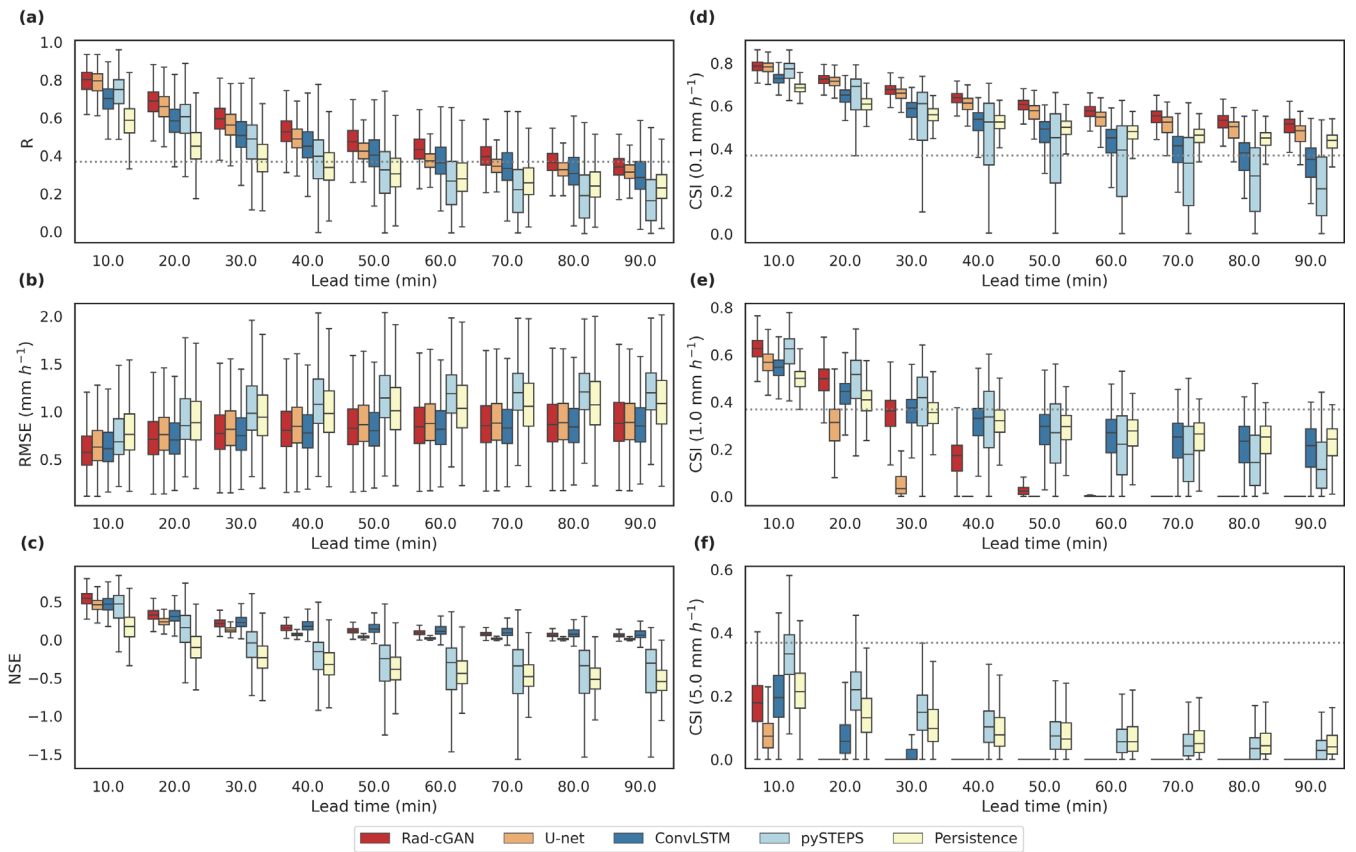 (a)
R
1.0
0.8
0.6
0.4
0.2
0.0
10.0 20.0 30.0 40.0 50.0 60.0 70.0 80.0 90.0
Lead time (min)
(b)
RMSE (mm h⁻¹)
2.0
1.5
1.0
0.5
10.0 20.0 30.0 40.0 50.0 60.0 70.0 80.0 90.0
Lead time (min)
(c)
NSE
0.5
0.0
−0.5
−1.0
−1.5
10.0 20.0 30.0 40.0 50.0 60.0 70.0 80.0 90.0
Lead time (min)
(d)
CSI (0.1 mm h⁻¹)
0.8
0.6
0.4
0.2
0.0
10.0 20.0 30.0 40.0 50.0 60.0 70.0 80.0 90.0
Lead time (min)
(e)
CSI (1.0 mm h⁻¹)
0.8
0.6
0.4
0.2
0.0
10.0 20.0 30.0 40.0 50.0 60.0 70.0 80.0 90.0
Lead time (min)
(f)
CSI (5.0 mm h⁻¹)
0.6
0.4
0.2
0.0
10.0 20.0 30.0 40.0 50.0 60.0 70.0 80.0 90.0
Lead time (min)
Rad-cGAN U-net ConvLSTM pySTEPS Persistence